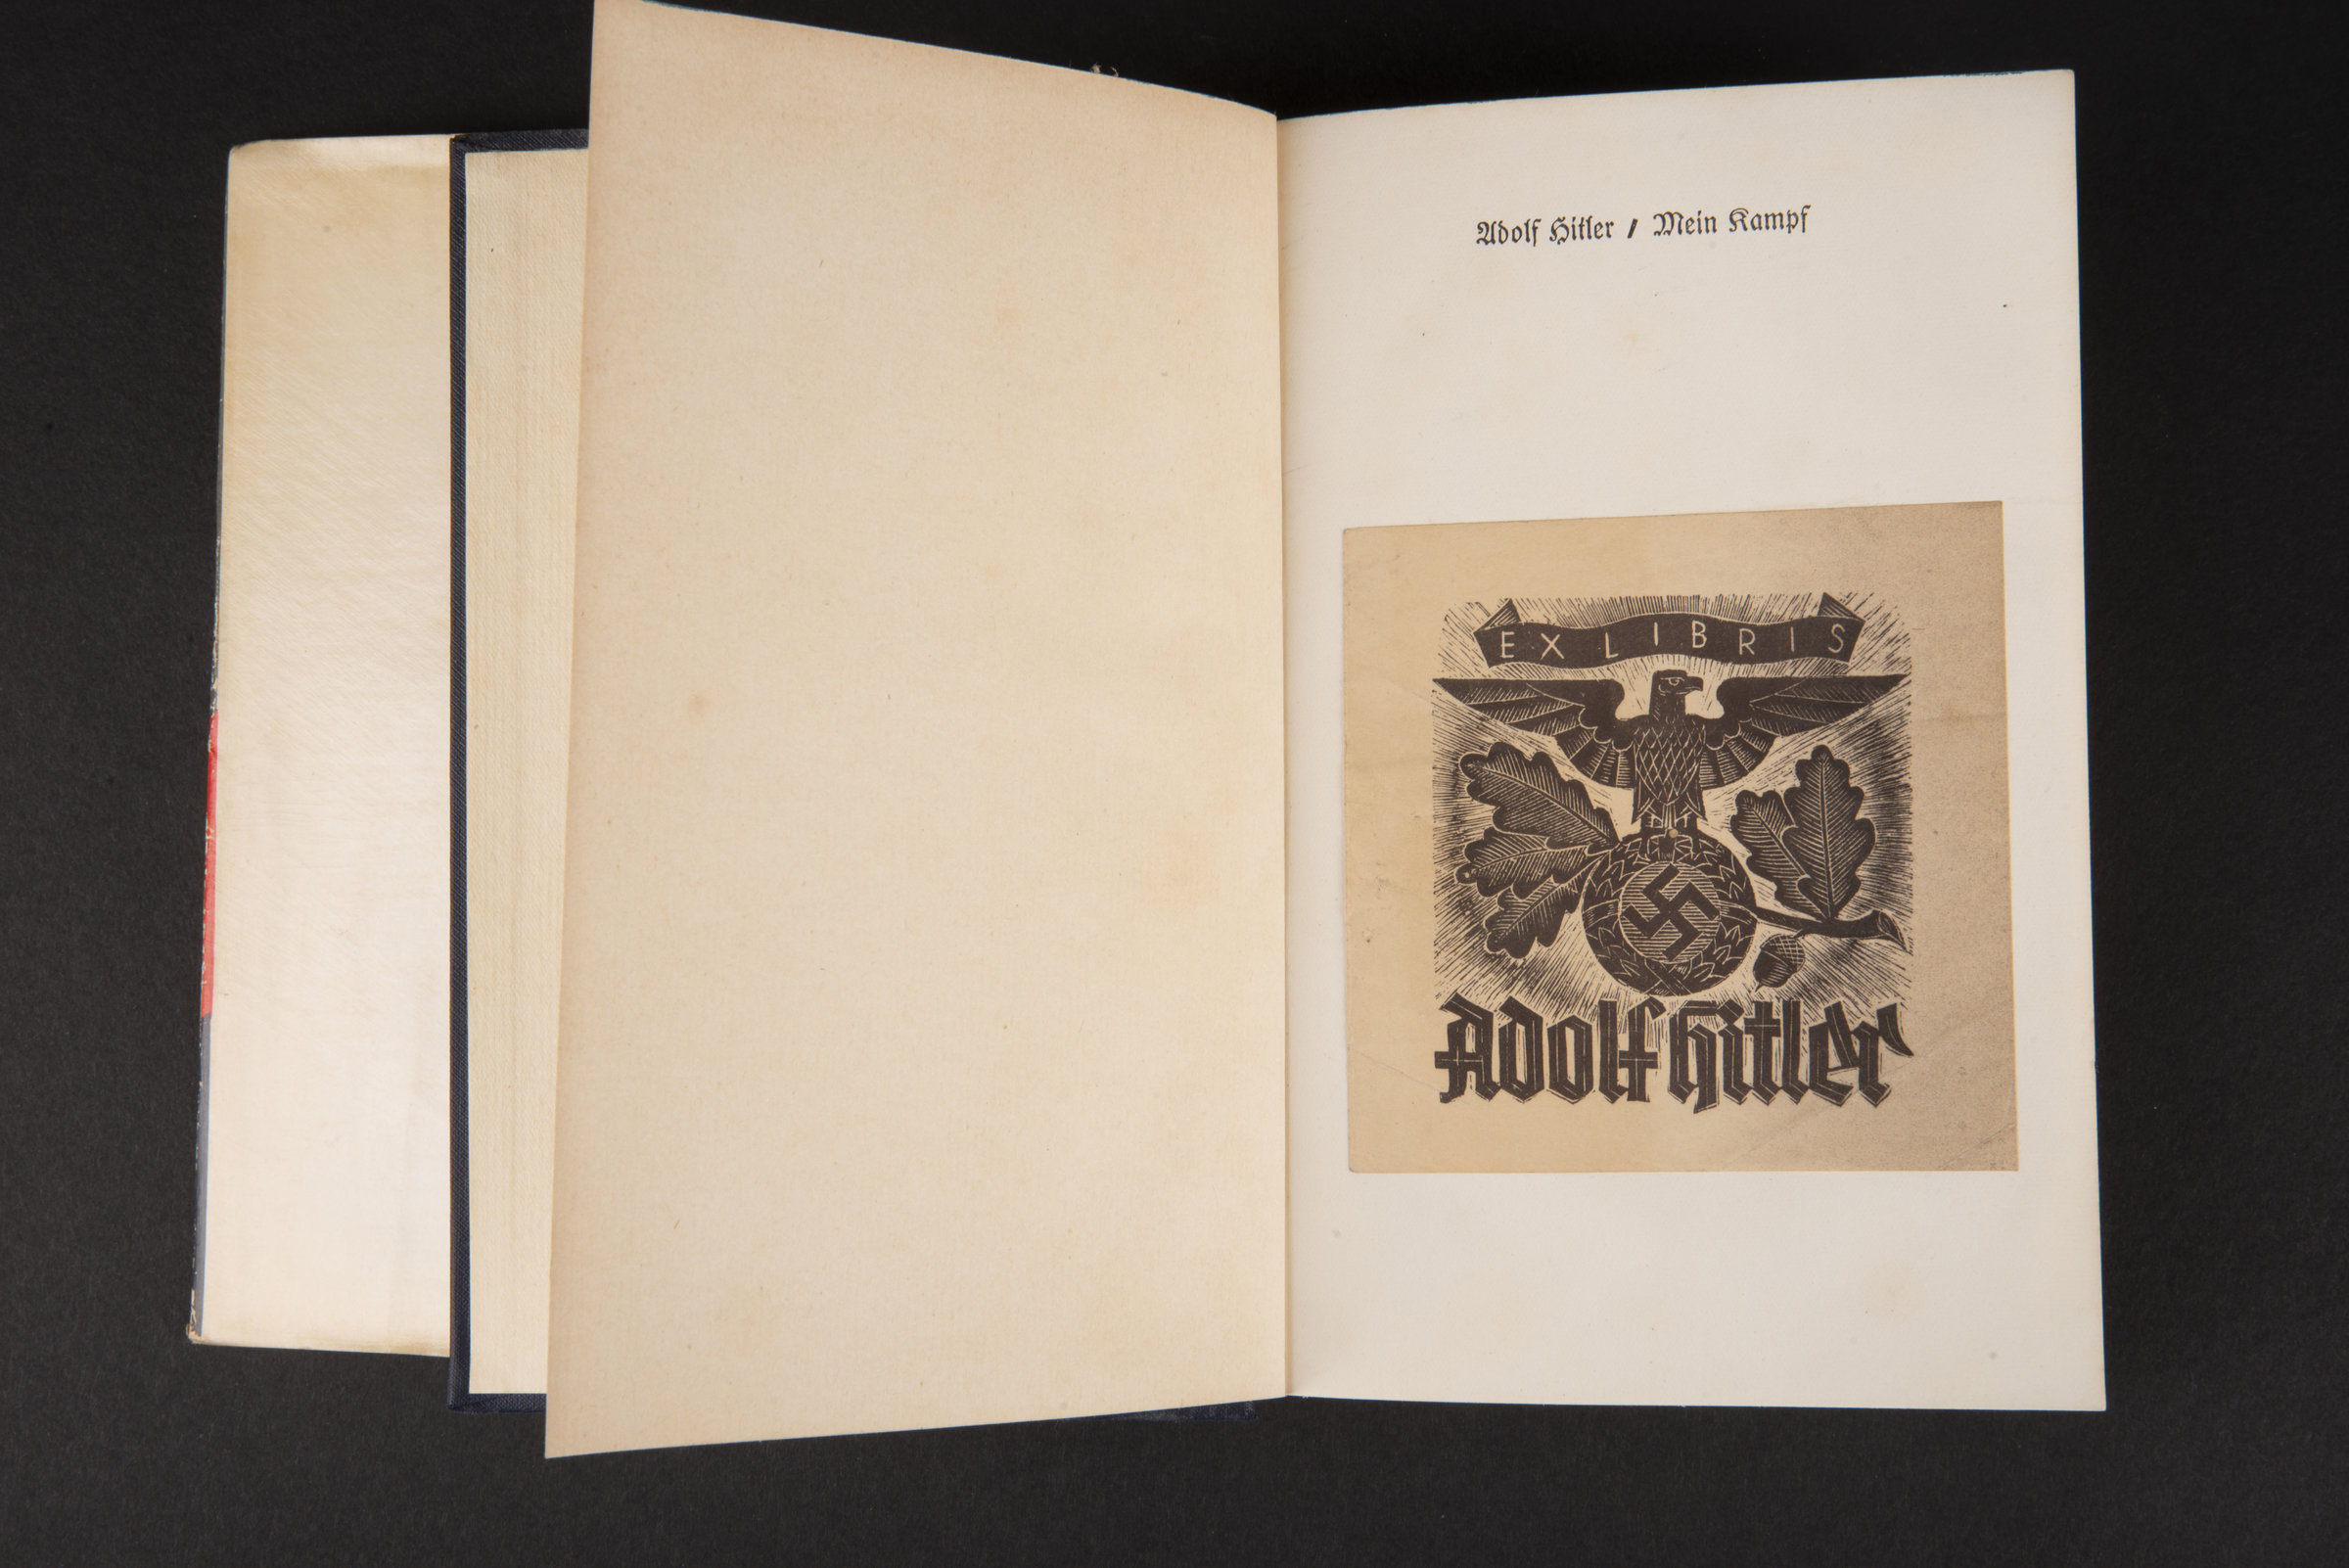 Adolf Hitler / Mein Kampf
EX LIBRIS
Adolf Hitler